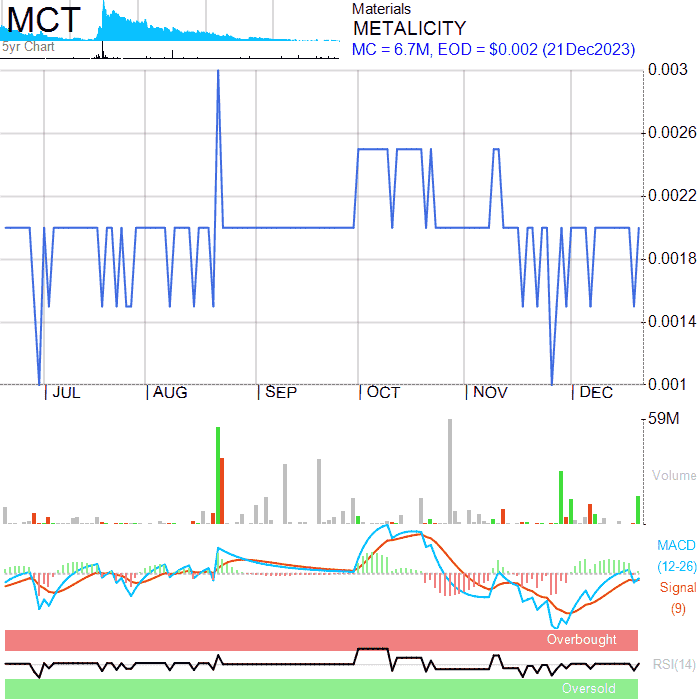 MCT
5yr Chart
Materials
METALICITY
MC = 6.7M, EOD = $0.002 (21Dec2023)
0.003
0.0026
0.0022
0.0018
0.0014
0.001
JUL AUG SEP OCT NOV DEC
59M
Volume
MACD
(12-26)
Signal
(9)
Overbought
RSI(14)
Oversold